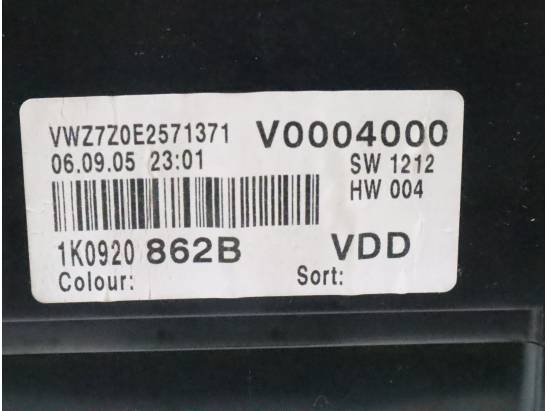 VWZ7Z0E2571371 V0004000
06.09.05 23:01 SW 1212
HW 004
1K0920 862B VDD
Colour: Sort: